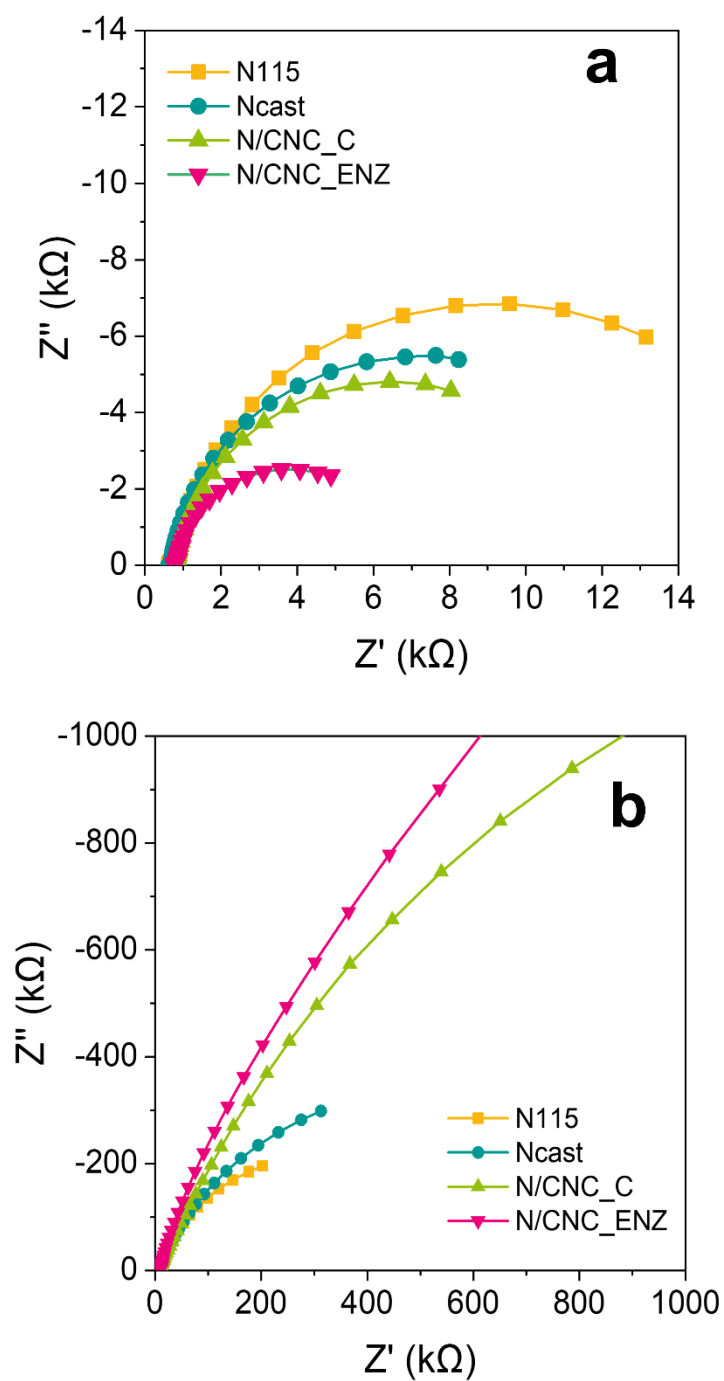 a
N115
Ncast
N/CNC_C
N/CNC_ENZ
-14
-12
-10
-8
-6
-4
-2
0
Z" (kΩ)
0 2 4 6 8 10 12 14
Z' (kΩ)
b
-1000
-800
-600
-400
-200
0
Z" (kΩ)
N115
Ncast
N/CNC_C
N/CNC_ENZ
0 200 400 600 800 1000
Z' (kΩ)